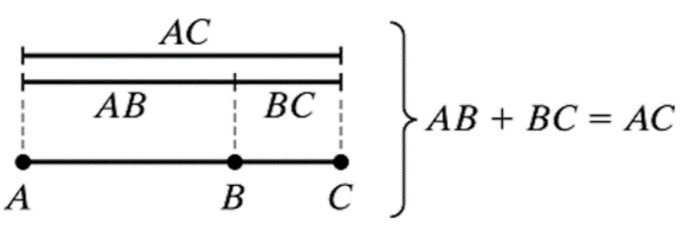 AC
AB BC
AB + BC = AC
A B C